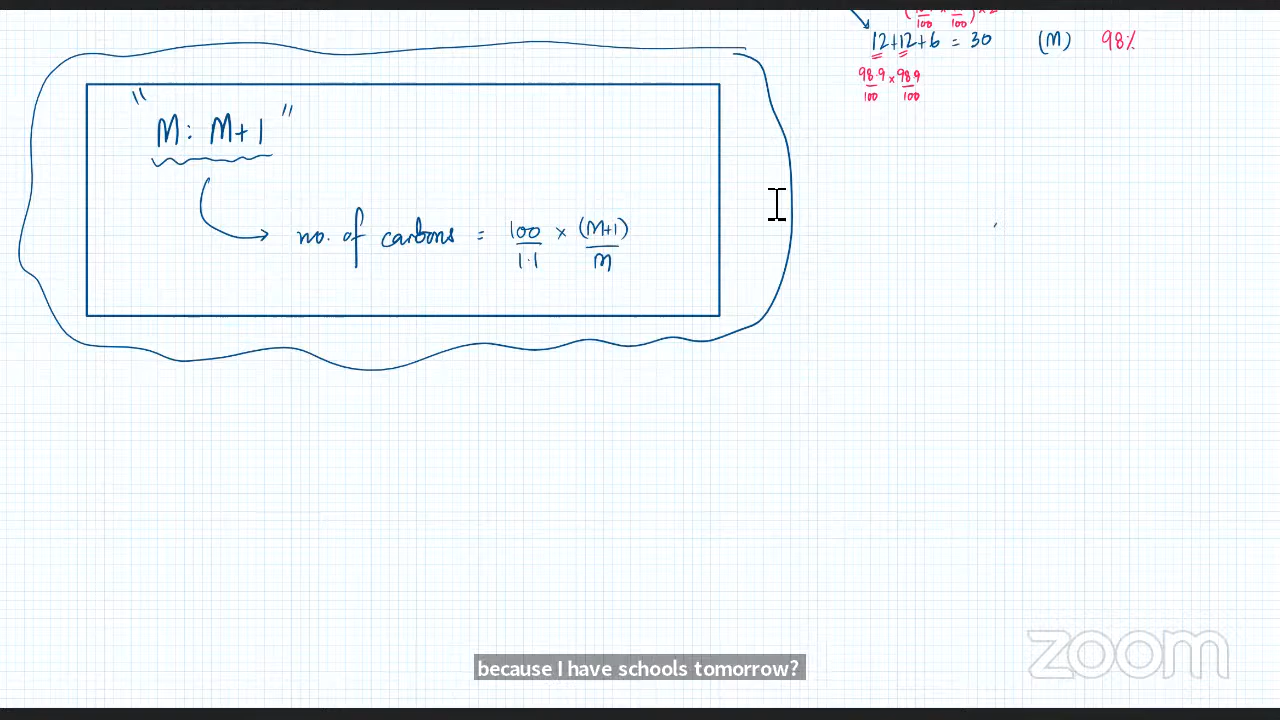 12+12+6 = 30 (M) 98%
98.9 × 98.9
100 100
" M : M+1 "
no. of carbons = 100/1.1 × (M+1)/M
because I have schools tomorrow?
zoom